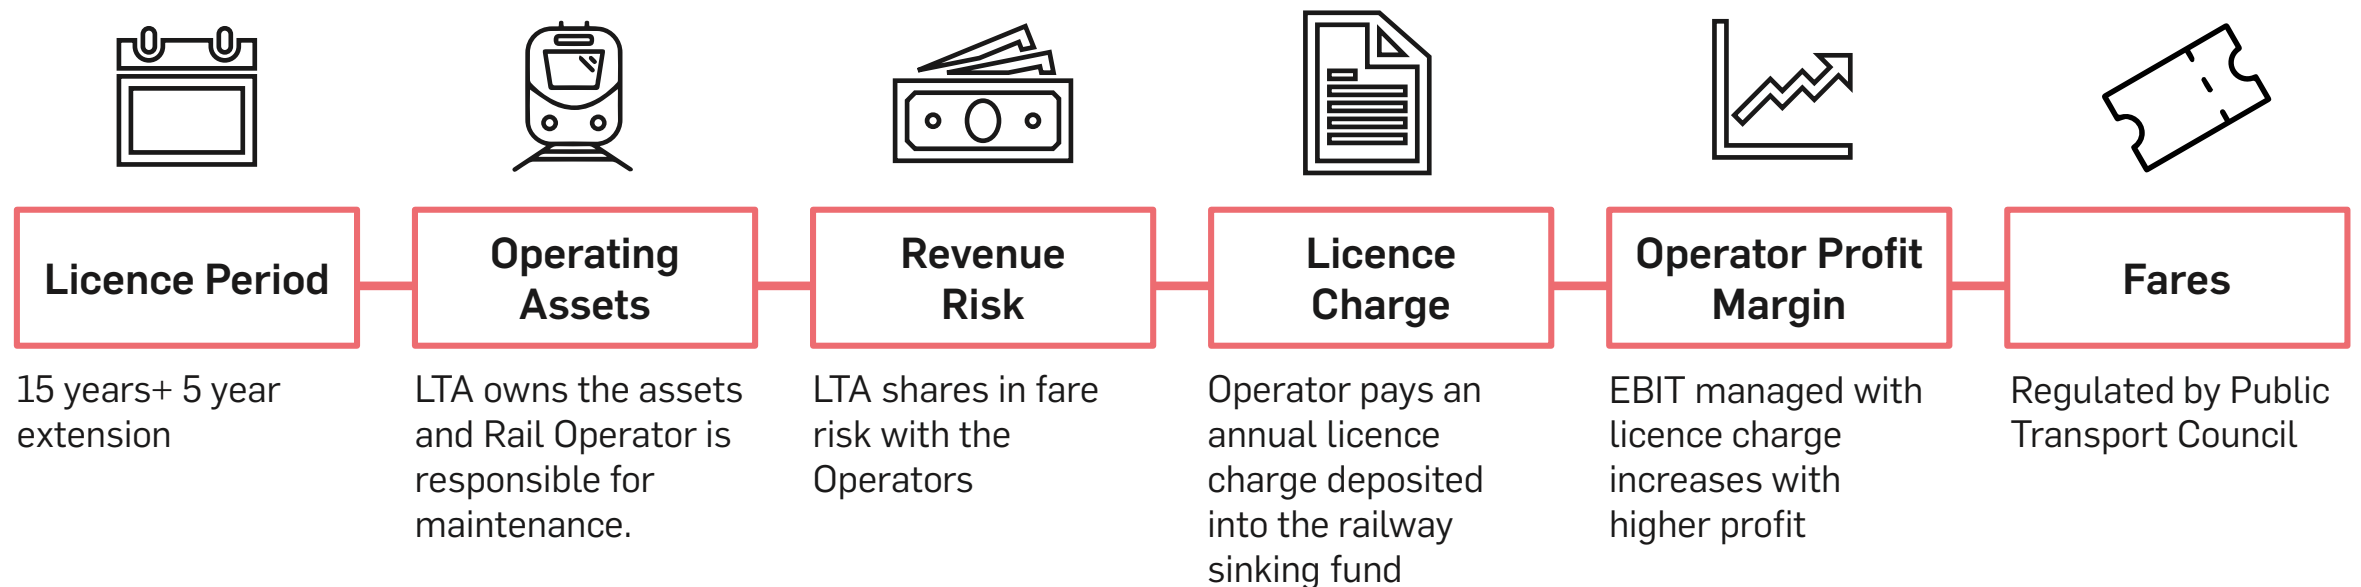 Licence Period
15 years+ 5 year
extension
Operating
Assets
LTA owns the assets
and Rail Operator is
responsible for
maintenance.
Revenue
Risk
LTA shares in fare
risk with the
Operators
Licence
Charge
Operator pays an
annual licence
charge deposited
into the railway
sinking fund
Operator Profit
Margin
EBIT managed with
licence charge
increases with
higher profit
Fares
Regulated by Public
Transport Council